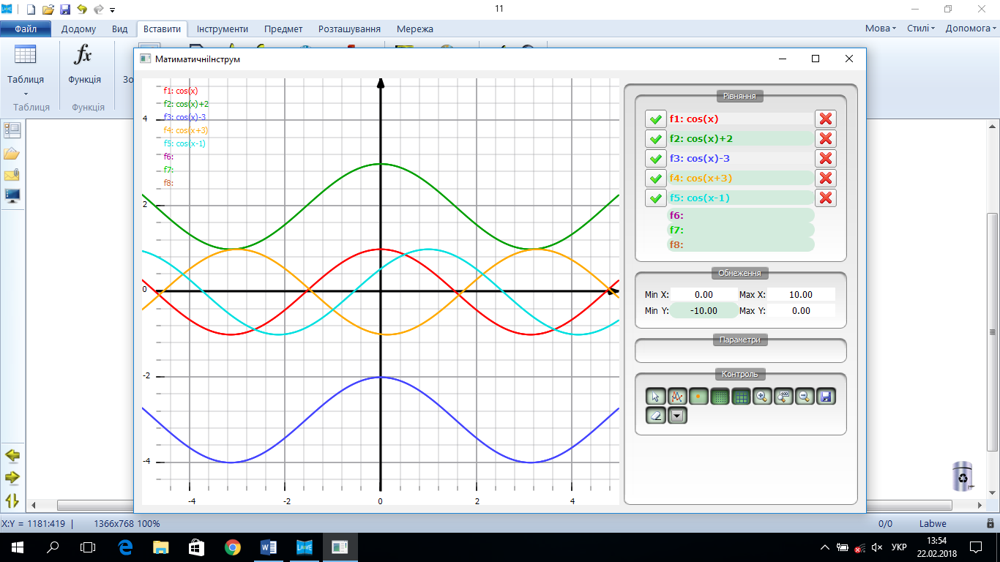 11
Файл Додому Вид Вставити Інструменти Предмет Розташування Мережа Мова Стилі Допомога
fx
Таблиця Функція Зо
Таблиця Функція
МатиматичніІнструм
f1: cos(x)
f2: cos(x)+2
f3: cos(x)-3
f4: cos(x+3)
f5: cos(x-1)
f6:
f7:
f8:
4
2
0
-2
-4
-4 -2 0 2 4
Рівняння
f1: cos(x)
f2: cos(x)+2
f3: cos(x)-3
f4: cos(x+3)
f5: cos(x-1)
f6:
f7:
f8:
Обмеження
Min X: 0.00 Max X: 10.00
Min Y: -10.00 Max Y: 0.00
Параметри
Контроль
100
X:Y = 1181:419 | 1366x768 100% 0/0 Labwe
УКР 13:54
22.02.2018